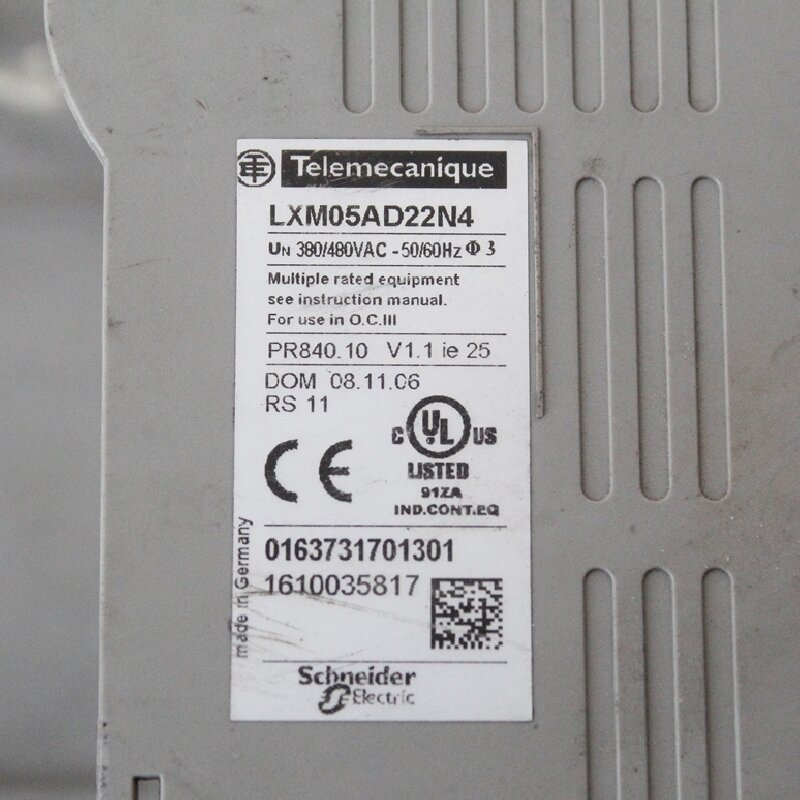 Telemecanique
LXM05AD22N4
UN 380/480VAC - 50/60Hz Φ 3
Multiple rated equipment
see instruction manual.
For use in O.C.III
PR840.10 V1.1 ie 25
DOM 08.11.06
RS 11
CE
C UL US
LISTED
91ZA
IND.CONT.EQ
0163731701301
1610035817
made in Germany
Schneider
Electric